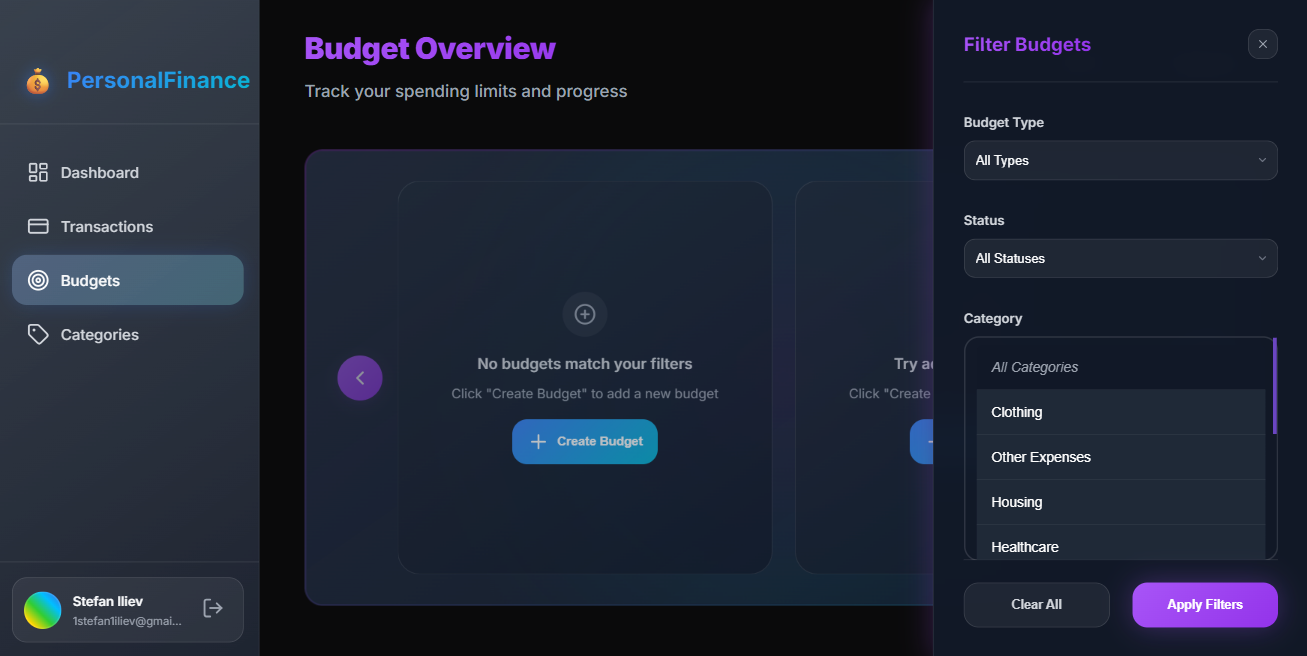 PersonalFinance
Dashboard
Transactions
Budgets
Categories
Stefan Iliev
1stefan1iliev@gmai...
Budget Overview
Track your spending limits and progress
No budgets match your filters
Click "Create Budget" to add a new budget
Create Budget
Try
Click "Create
Filter Budgets
Budget Type
All Types
Status
All Statuses
Category
All Categories
Clothing
Other Expenses
Housing
Healthcare
Clear All
Apply Filters